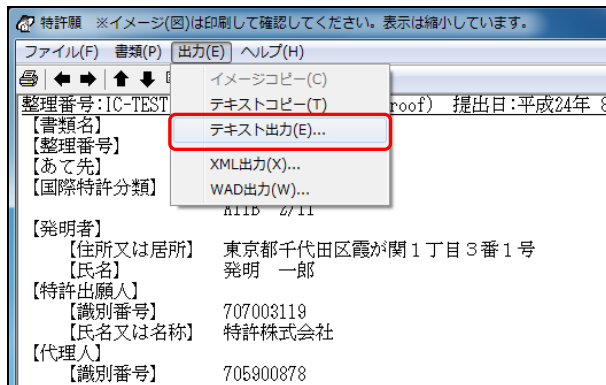 特許願 ※イメージ(図)は印刷して確認してください。表示は縮小しています。
ファイル(F) 書類(P) 出力(E) ヘルプ(H)
イメージコピー(C)
テキストコピー(T)
テキスト出力(E)...
XML出力(X)...
WAD出力(W)...
整理番号:IC-TEST roof) 提出日:平成24年 8
【書類名】
【整理番号】
【あて先】
【国際特許分類】
A11B 2/11
【発明者】
【住所又は居所】 東京都千代田区霞が関1丁目3番1号
【氏名】 発明 一郎
【特許出願人】
【識別番号】 707003119
【氏名又は名称】 特許株式会社
【代理人】
【識別番号】 705900878